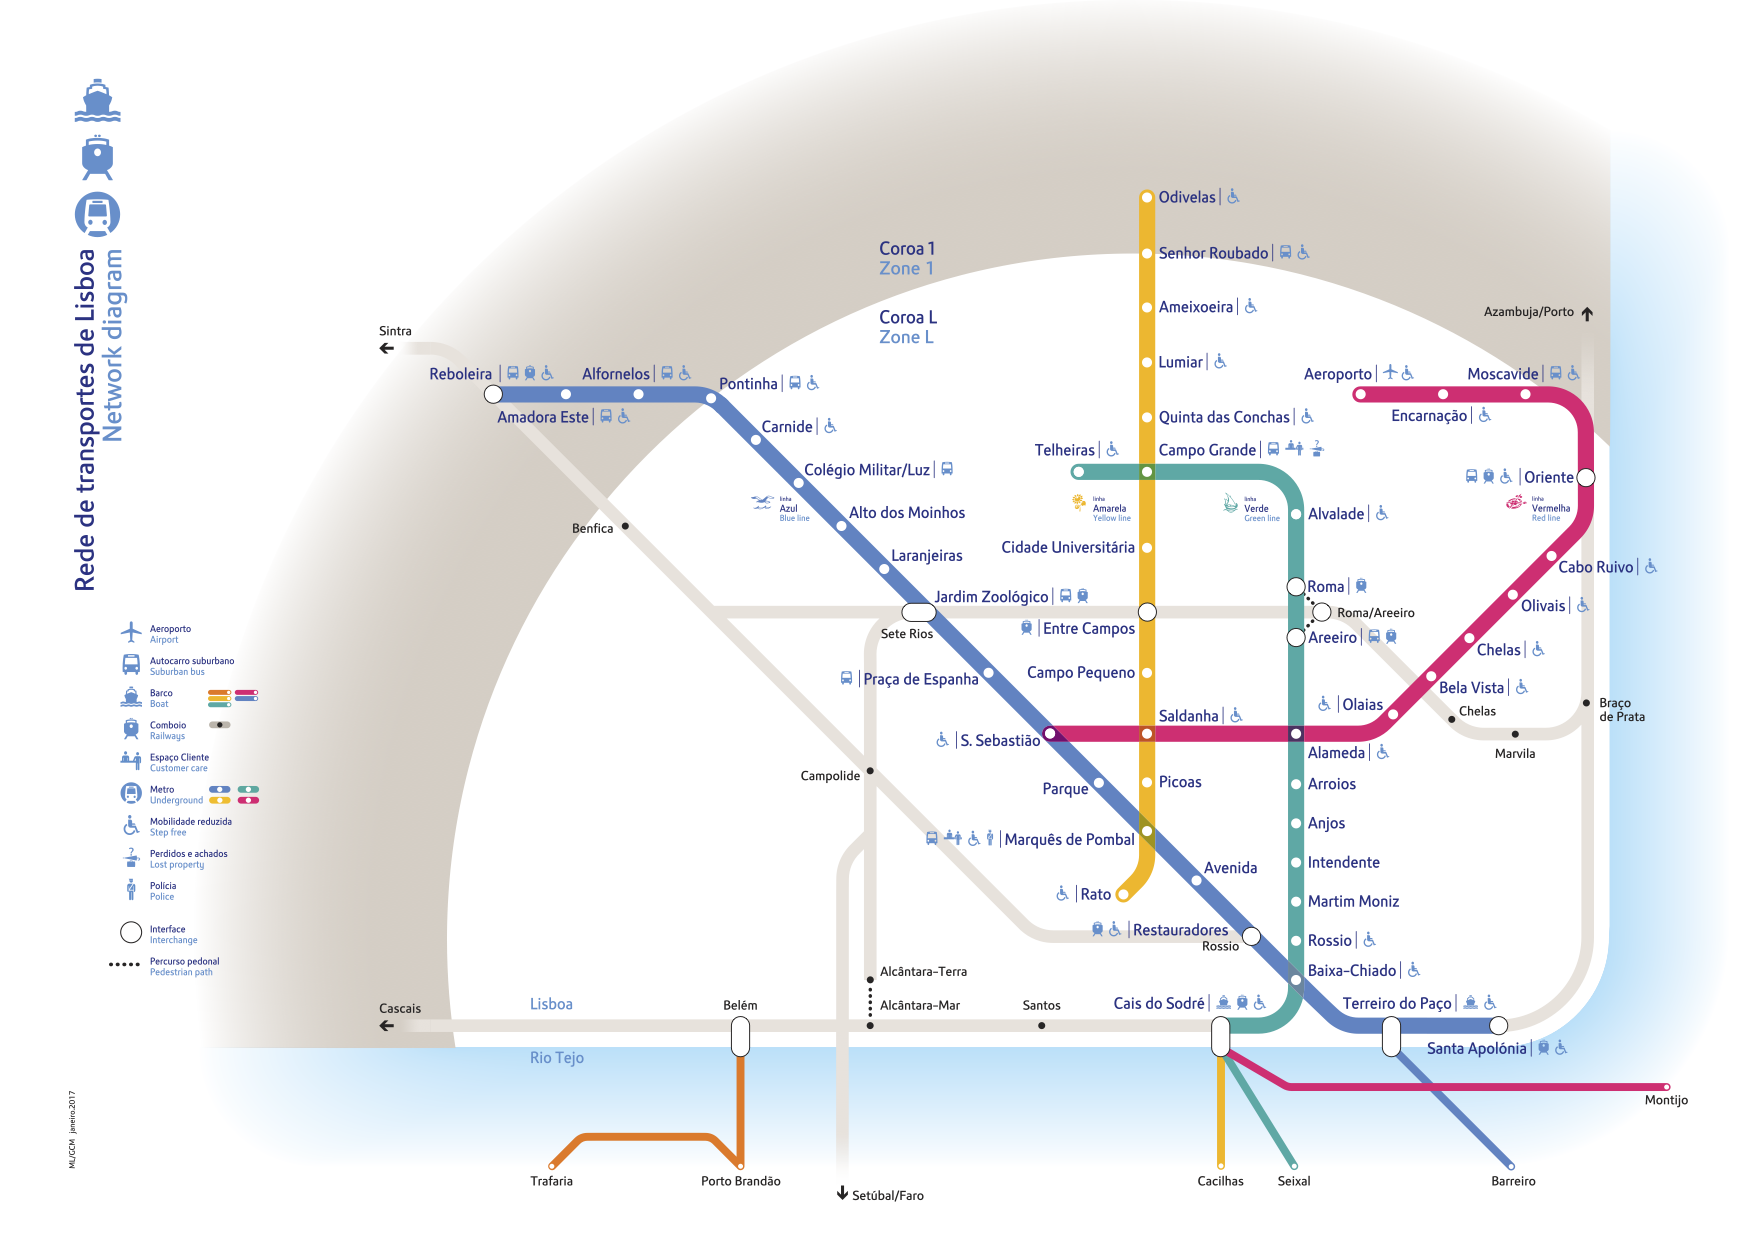 Rede de transportes de Lisboa
Network diagram
Coroa 1
Zone 1
Coroa L
Zone L
Odivelas
Senhor Roubado
Ameixoeira
Lumiar
Quinta das Conchas
Campo Grande
Telheiras
Azambuja/Porto
Sintra
Reboleira
Alfornelos
Pontinha
Amadora Este
Carnide
Colégio Militar/Luz
Alto dos Moinhos
Laranjeiras
Jardim Zoológico
Sete Rios
Benfica
linha
Azul
Blue line
linha
Amarela
Yellow line
linha
Verde
Green line
linha
Vermelha
Red line
Aeroporto
Moscavide
Encarnação
Oriente
Cabo Ruivo
Olivais
Chelas
Bela Vista
Olaias
Alvalade
Roma
Roma/Areeiro
Areeiro
Cidade Universitária
Entre Campos
Campo Pequeno
Praça de Espanha
Saldanha
S. Sebastião
Alameda
Chelas
Marvila
Braço
de Prata
Campolide
Parque
Picoas
Arroios
Anjos
Marquês de Pombal
Intendente
Avenida
Rato
Martim Moniz
Restauradores
Rossio
Rossio
Baixa-Chiado
Alcântara-Terra
Alcântara-Mar
Santos
Cais do Sodré
Terreiro do Paço
Santa Apolónia
Cascais
Lisboa
Belém
Rio Tejo
Montijo
Trafaria
Porto Brandão
Setúbal/Faro
Cacilhas
Seixal
Barreiro
Aeroporto
Airport
Autocarro suburbano
Suburban bus
Barco
Boat
Comboio
Railways
Espaço Cliente
Customer care
Metro
Underground
Mobilidade reduzida
Step free
Perdidos e achados
Lost property
Polícia
Police
Interface
Interchange
Percurso pedonal
Pedestrian path
ML/GCM janeiro.2017